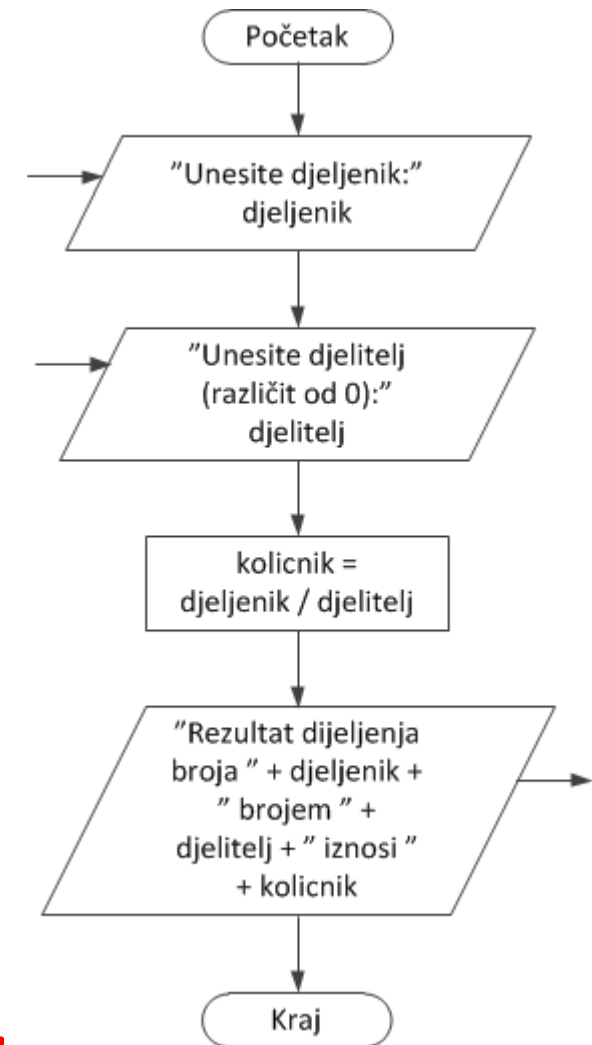 Početak
"Unesite djeljenik:"
djeljenik
"Unesite djelitelj
(različit od 0):"
djelitelj
kolicnik =
djeljenik / djelitelj
"Rezultat dijeljenja
broja " + djeljenik +
" brojem " +
djelitelj + " iznosi "
+ kolicnik
Kraj